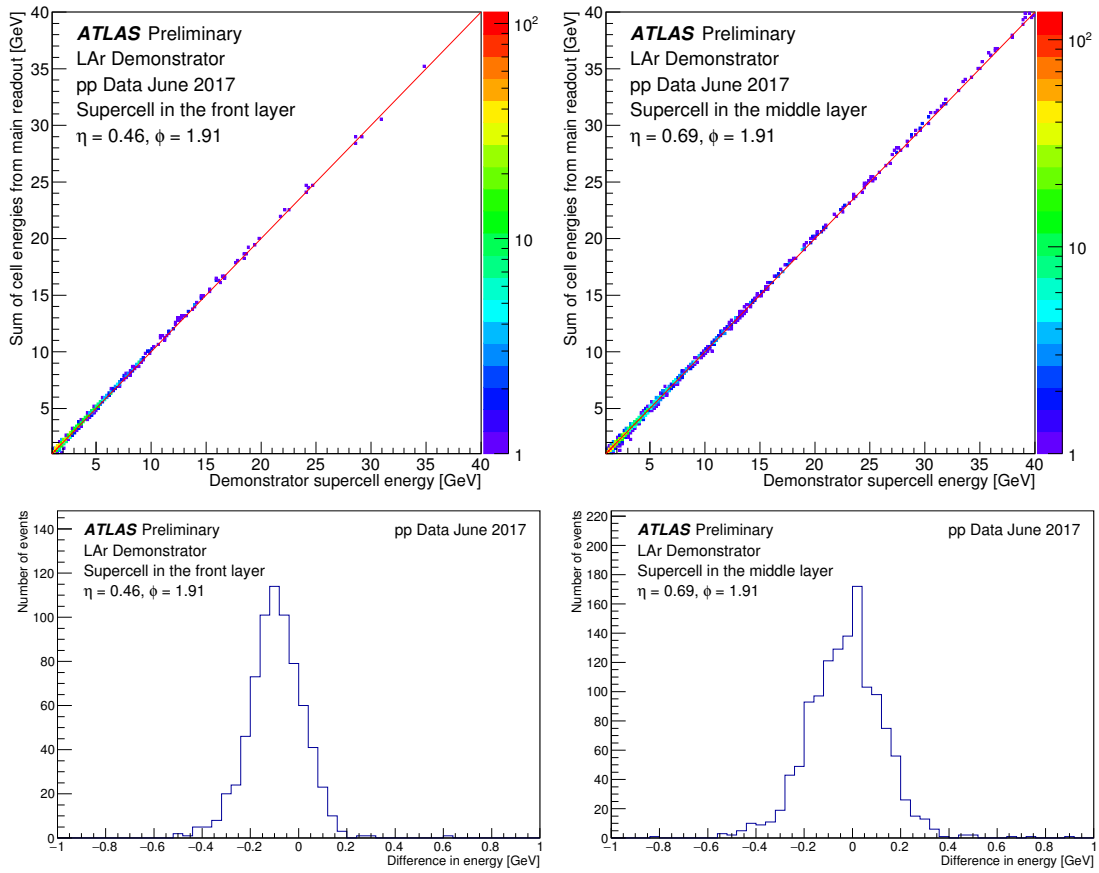 ATLAS Preliminary
LAr Demonstrator
pp Data June 2017
Supercell in the front layer
η = 0.46, ϕ = 1.91
Sum of cell energies from main readout [GeV]
40
35
30
25
20
15
10
5
5 10 15 20 25 30 35 40
Demonstrator supercell energy [GeV]
10²
10
1
ATLAS Preliminary
LAr Demonstrator
pp Data June 2017
Supercell in the middle layer
η = 0.69, ϕ = 1.91
Sum of cell energies from main readout [GeV]
40
35
30
25
20
15
10
5
5 10 15 20 25 30 35 40
Demonstrator supercell energy [GeV]
10²
10
1
ATLAS Preliminary pp Data June 2017
LAr Demonstrator
Supercell in the front layer
η = 0.46, ϕ = 1.91
Number of events
140
120
100
80
60
40
20
0
−1 −0.8 −0.6 −0.4 −0.2 0 0.2 0.4 0.6 0.8 1
Difference in energy [GeV]
ATLAS Preliminary pp Data June 2017
LAr Demonstrator
Supercell in the middle layer
η = 0.69, ϕ = 1.91
Number of events
220
200
180
160
140
120
100
80
60
40
20
0
−1 −0.8 −0.6 −0.4 −0.2 0 0.2 0.4 0.6 0.8 1
Difference in energy [GeV]